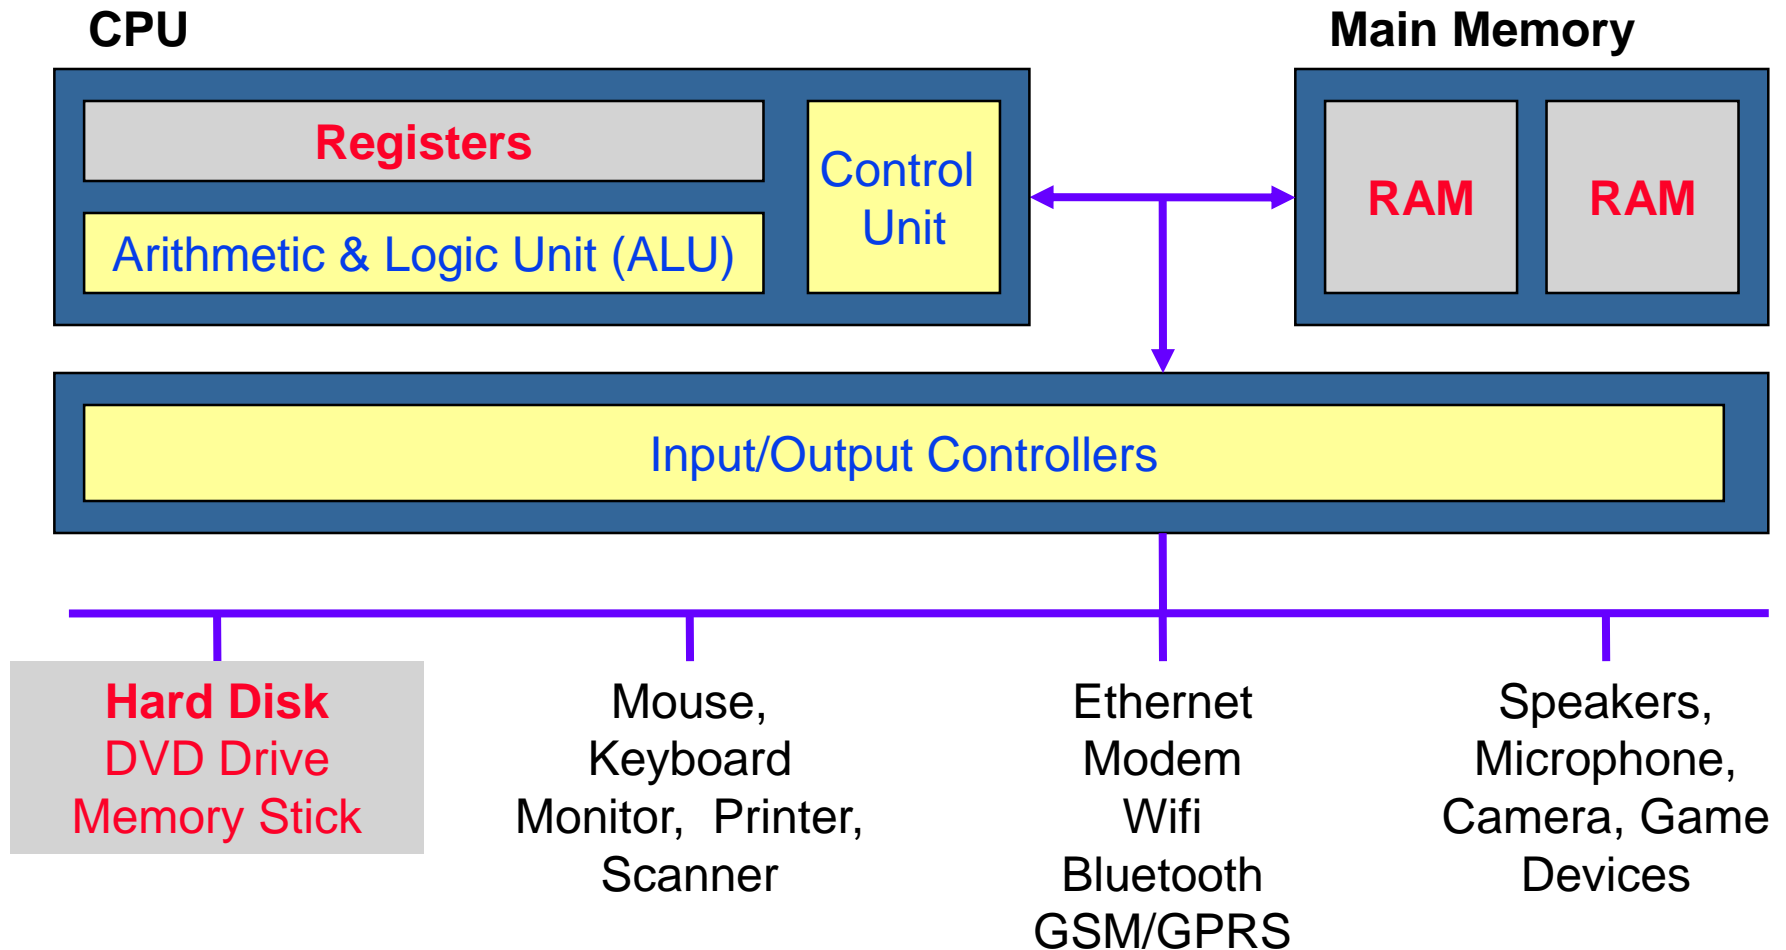 CPU
Main Memory
Registers
Arithmetic & Logic Unit (ALU)
Control
Unit
RAM
RAM
Input/Output Controllers
Hard Disk
DVD Drive
Memory Stick
Mouse,
Keyboard
Monitor, Printer,
Scanner
Ethernet
Modem
Wifi
Bluetooth
GSM/GPRS
Speakers,
Microphone,
Camera, Game
Devices